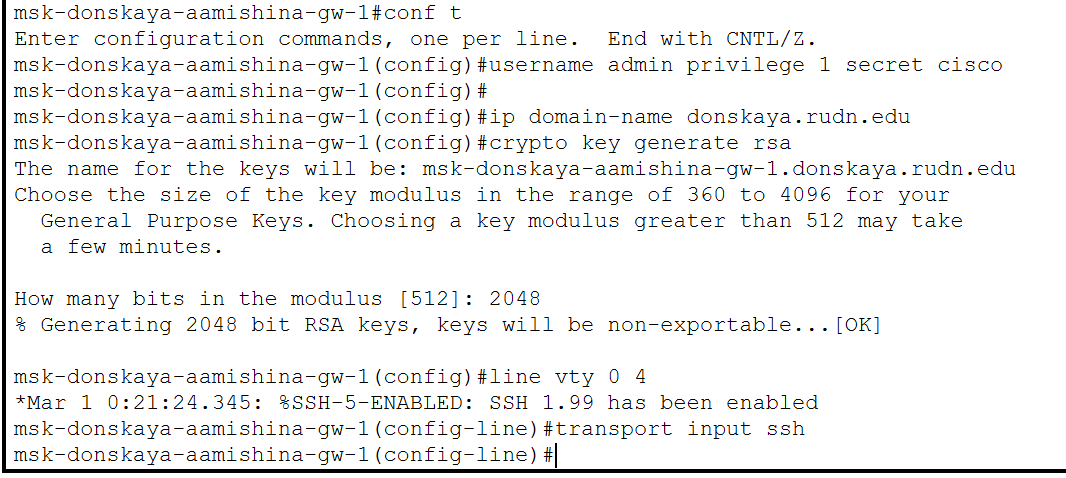 msk-donskaya-aamishina-gw-1#conf t
Enter configuration commands, one per line.  End with CNTL/Z.
msk-donskaya-aamishina-gw-1(config)#username admin privilege 1 secret cisco
msk-donskaya-aamishina-gw-1(config)#
msk-donskaya-aamishina-gw-1(config)#ip domain-name donskaya.rudn.edu
msk-donskaya-aamishina-gw-1(config)#crypto key generate rsa
The name for the keys will be: msk-donskaya-aamishina-gw-1.donskaya.rudn.edu
Choose the size of the key modulus in the range of 360 to 4096 for your
  General Purpose Keys. Choosing a key modulus greater than 512 may take
  a few minutes.

How many bits in the modulus [512]: 2048
% Generating 2048 bit RSA keys, keys will be non-exportable...[OK]

msk-donskaya-aamishina-gw-1(config)#line vty 0 4
*Mar 1 0:21:24.345: %SSH-5-ENABLED: SSH 1.99 has been enabled
msk-donskaya-aamishina-gw-1(config-line)#transport input ssh
msk-donskaya-aamishina-gw-1(config-line)#